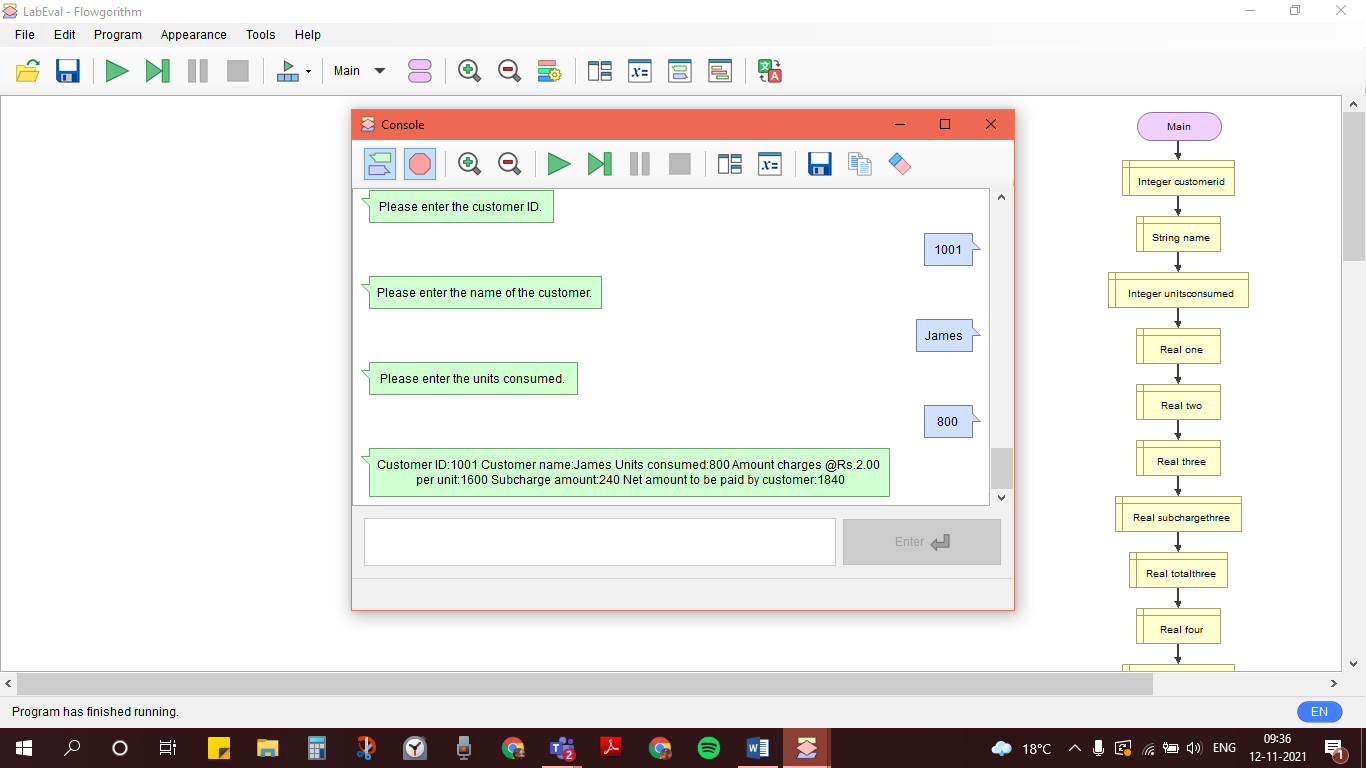 LabEval - Flowgorithm
File Edit Program Appearance Tools Help
Main
Console
Please enter the customer ID.
1001
Please enter the name of the customer.
James
Please enter the units consumed.
800
Customer ID:1001 Customer name:James Units consumed:800 Amount charges @Rs.2.00
per unit:1600 Subcharge amount:240 Net amount to be paid by customer:1840
Enter
Main
Integer customerid
String name
Integer unitsconsumed
Real one
Real two
Real three
Real subchargethree
Real totalthree
Real four
Program has finished running.
EN
18°C
ENG
09:36
12-11-2021